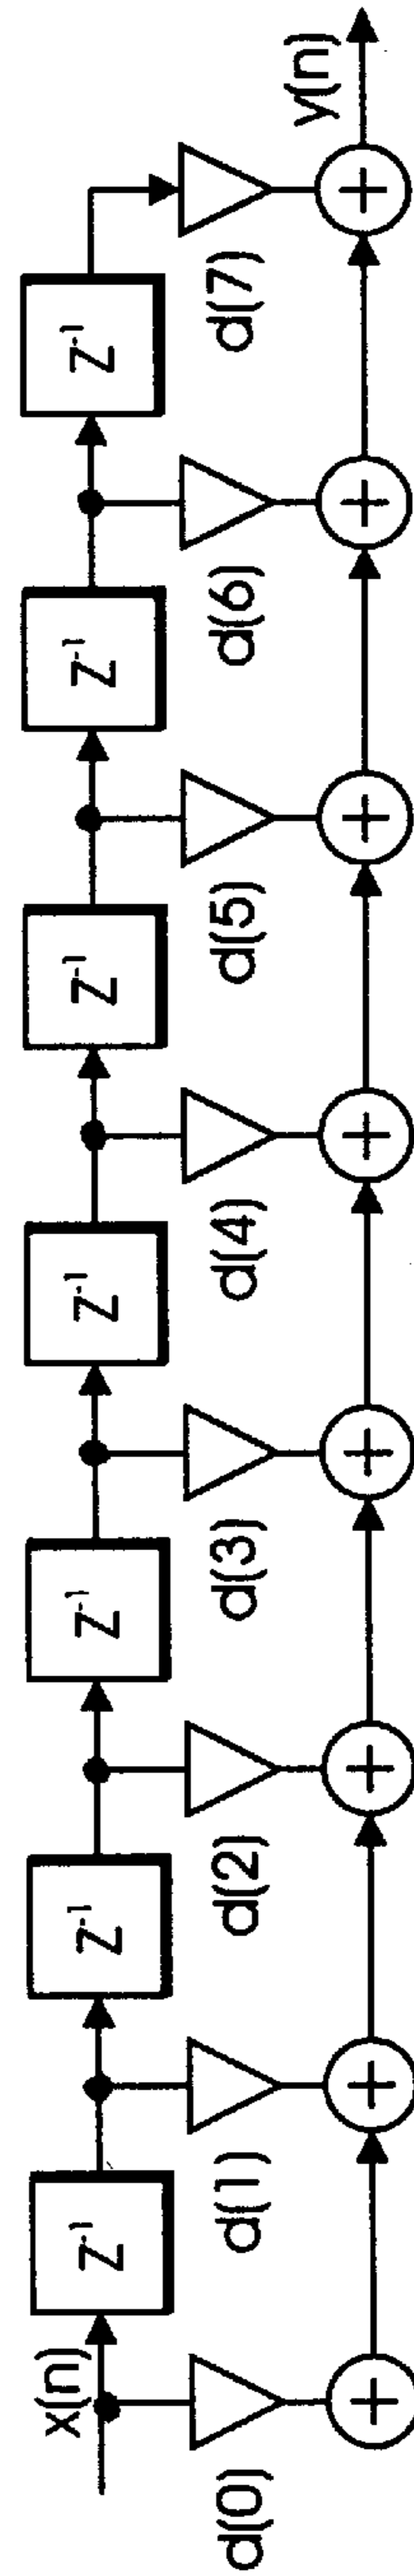 x(n)
Z⁻¹
Z⁻¹
Z⁻¹
Z⁻¹
Z⁻¹
Z⁻¹
Z⁻¹
d(0)
d(1)
d(2)
d(3)
d(4)
d(5)
d(6)
d(7)
y(n)
+
+
+
+
+
+
+
+